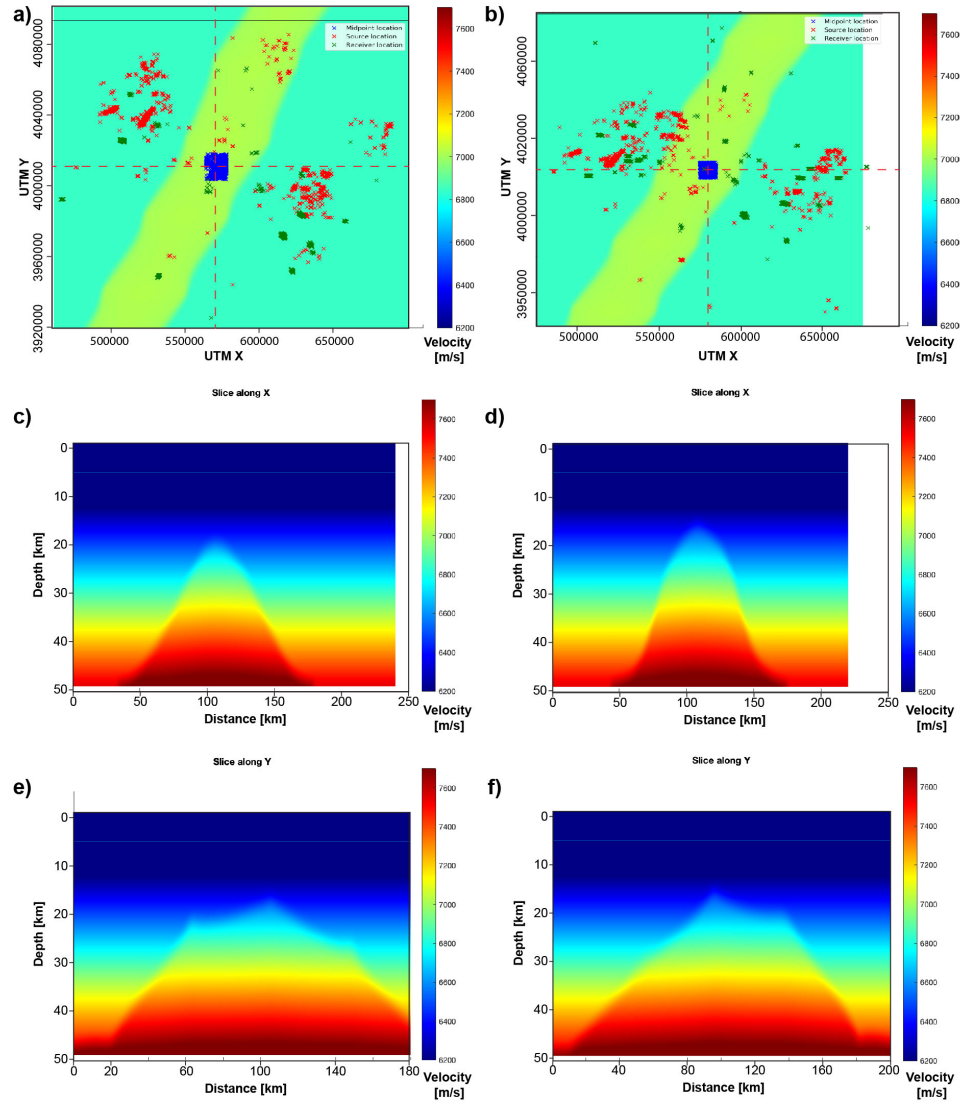 a)
Midpoint location
Source location
Receiver location
4080000
4040000
4000000
3960000
3920000
UTM Y
500000 550000 600000 650000
UTM X
7600
7400
7200
7000
6800
6600
6400
6200
Velocity
[m/s]
b)
Midpoint location
Source location
Receiver location
4060000
4020000
4000000
3950000
UTM Y
500000 550000 600000 650000
UTM X
7600
7400
7200
7000
6800
6600
6400
6200
Velocity
[m/s]
c)
Slice along X
0
10
20
30
40
50
Depth [km]
0 50 100 150 200 250
Distance [km]
7600
7400
7200
7000
6800
6600
6400
6200
Velocity
[m/s]
d)
Slice along X
0
10
20
30
40
50
Depth [km]
0 50 100 150 200 250
Distance [km]
7600
7400
7200
7000
6800
6600
6400
6200
Velocity
[m/s]
e)
Slice along Y
0
10
20
30
40
50
Depth [km]
0 20 40 60 80 100 120 140 160 180
Distance [km]
7600
7400
7200
7000
6800
6600
6400
6200
Velocity
[m/s]
f)
Slice along Y
0
10
20
30
40
50
Depth [km]
0 20 40 60 80 100 120 140 160 200
Distance [km]
7600
7400
7200
7000
6800
6600
6400
6200
Velocity
[m/s]